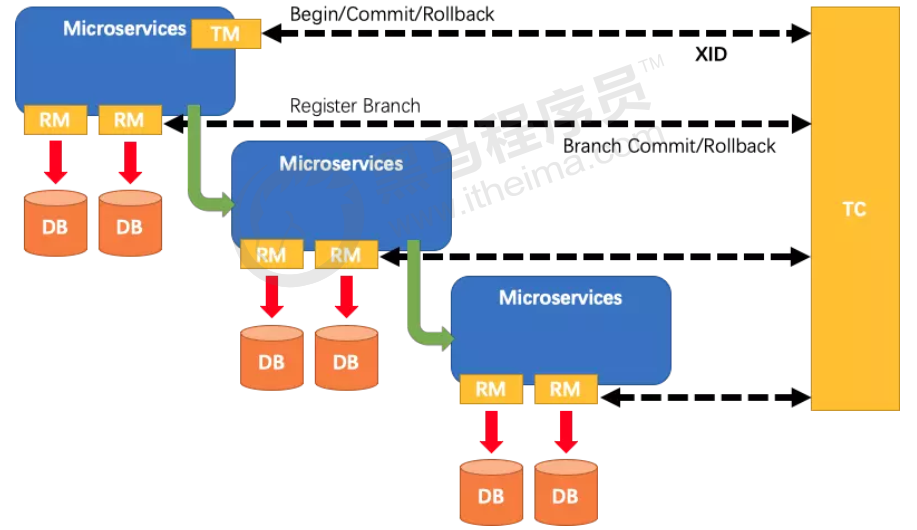 Begin/Commit/Rollback
Microservices
TM
XID
RM
RM
Register Branch
Branch Commit/Rollback
黑马程序员™
www.itheima.com
Microservices
DB
DB
TC
RM
RM
Microservices
DB
DB
RM
RM
DB
DB